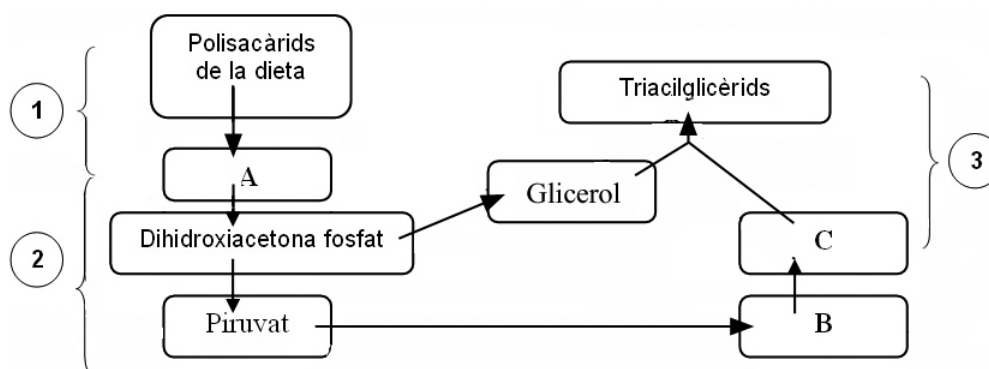 Polisacàrids
de la dieta
1
A
2
Dihidroxiacetona fosfat
Piruvat
Glicerol
Triacilglicèrids
3
C
B